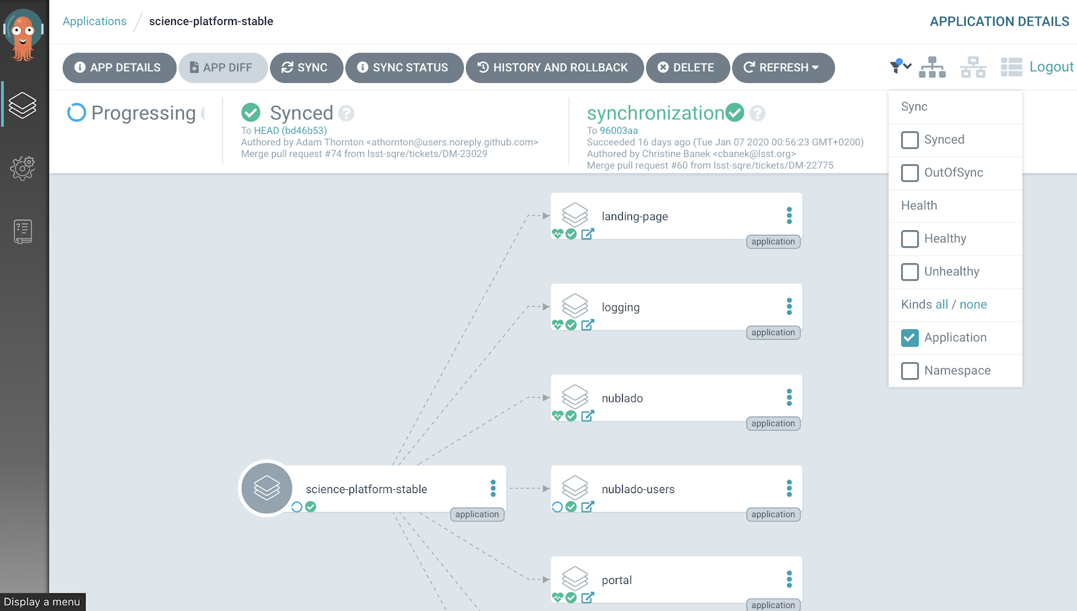 Applications / science-platform-stable
APPLICATION DETAILS
APP DETAILS
APP DIFF
SYNC
SYNC STATUS
HISTORY AND ROLLBACK
DELETE
REFRESH
Logout
Progressing
Synced
To HEAD (bd46b53)
Authored by Adam Thornton <athornton@users.noreply.github.com>
Merge pull request #74 from lsst-sqre/tickets/DM-23029
synchronization
To 96003aa
Succeeded 16 days ago (Tue Jan 07 2020 00:56:23 GMT+0200)
Authored by Christine Banek <cbanek@lsst.org>
Merge pull request #60 from lsst-sqre/tickets/DM-22775
Sync
Synced
OutOfSync
Health
Healthy
Unhealthy
Kinds all / none
Application
Namespace
landing-page
application
logging
application
nublado
application
science-platform-stable
application
nublado-users
application
portal
application
Display a menu